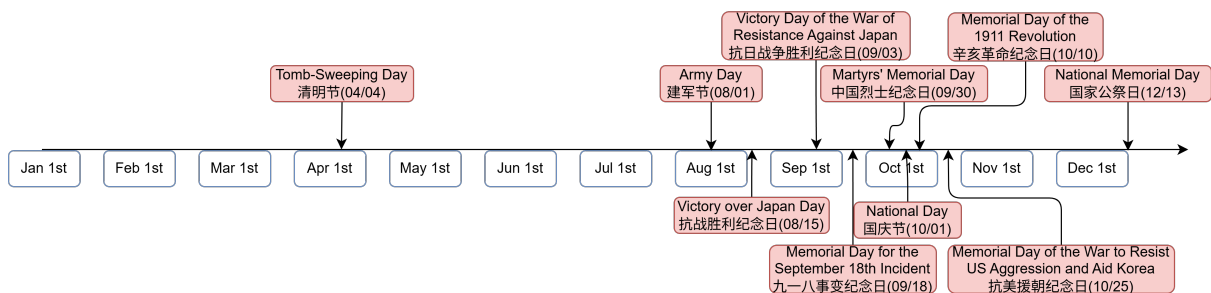 Victory Day of the War of
Resistance Against Japan
抗日战争胜利纪念日(09/03)
Memorial Day of the
1911 Revolution
辛亥革命纪念日(10/10)
Tomb-Sweeping Day
清明节(04/04)
Army Day
建军节(08/01)
Martyrs' Memorial Day
中国烈士纪念日(09/30)
National Memorial Day
国家公祭日(12/13)
Jan 1st
Feb 1st
Mar 1st
Apr 1st
May 1st
Jun 1st
Jul 1st
Aug 1st
Sep 1st
Oct 1st
Nov 1st
Dec 1st
Victory over Japan Day
抗战胜利纪念日(08/15)
National Day
国庆节(10/01)
Memorial Day for the
September 18th Incident
九一八事变纪念日(09/18)
Memorial Day of the War to Resist
US Aggression and Aid Korea
抗美援朝纪念日(10/25)